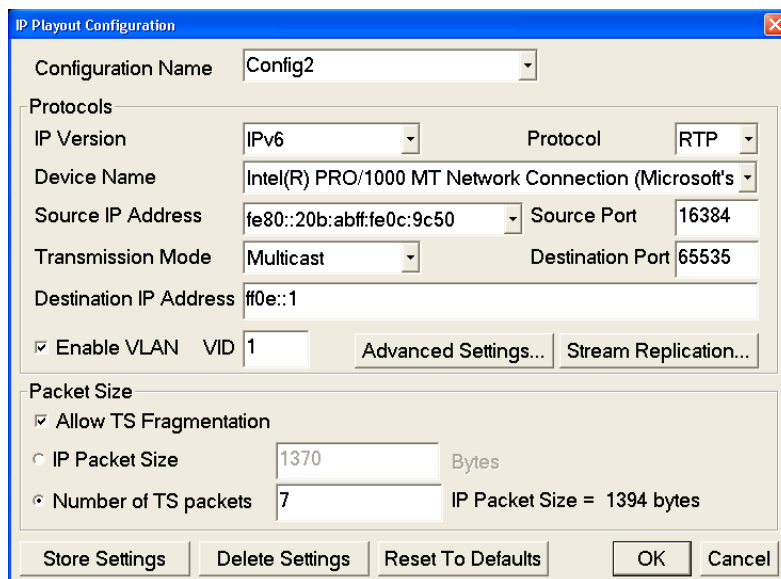 IP Playout Configuration
Configuration Name Config2
Protocols
IP Version IPv6 Protocol RTP
Device Name Intel(R) PRO/1000 MT Network Connection (Microsoft's
Source IP Address fe80::20b:abff:fe0c:9c50 Source Port 16384
Transmission Mode Multicast Destination Port 65535
Destination IP Address ff0e::1
Enable VLAN VID 1 Advanced Settings... Stream Replication...
Packet Size
Allow TS Fragmentation
IP Packet Size 1370 Bytes
Number of TS packets 7 IP Packet Size = 1394 bytes
Store Settings Delete Settings Reset To Defaults OK Cancel